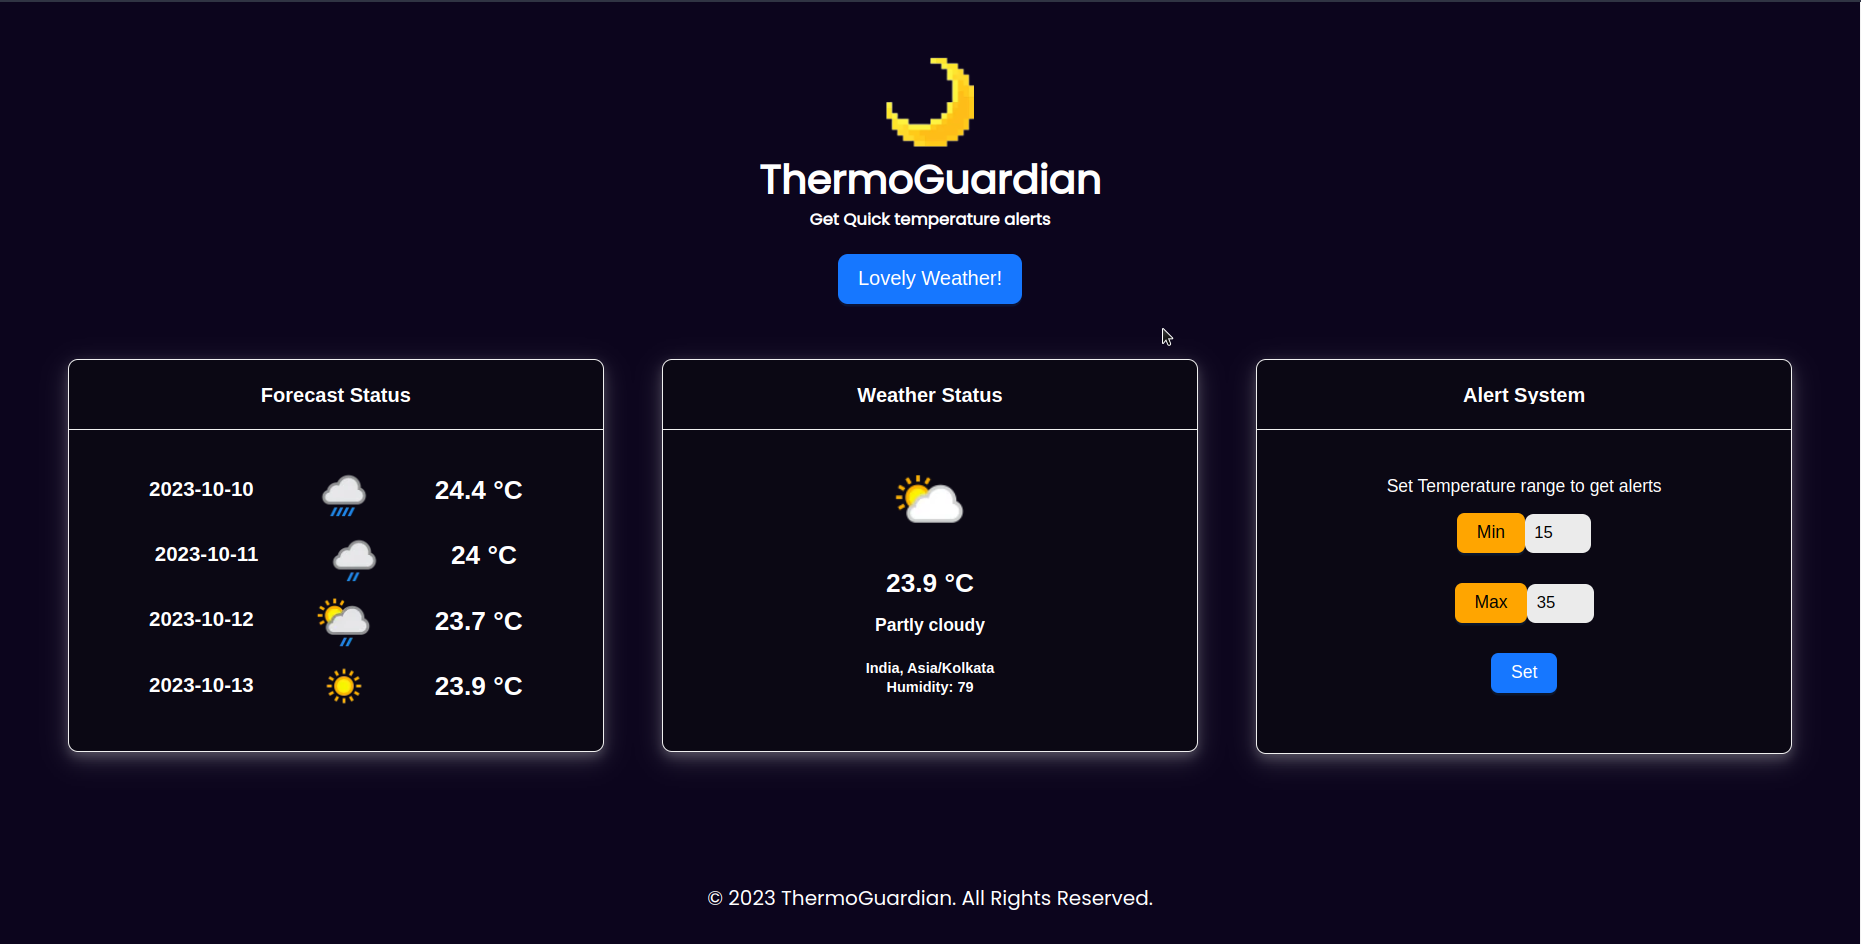 ThermoGuardian
Get Quick temperature alerts
Lovely Weather!
Forecast Status
2023-10-10 24.4 °C
2023-10-11 24 °C
2023-10-12 23.7 °C
2023-10-13 23.9 °C
Weather Status
23.9 °C
Partly cloudy
India, Asia/Kolkata
Humidity: 79
Alert System
Set Temperature range to get alerts
Min 15
Max 35
Set
© 2023 ThermoGuardian. All Rights Reserved.